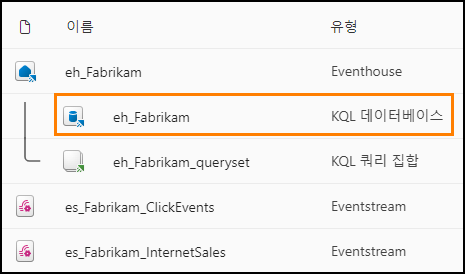 이름 유형
eh_Fabrikam Eventhouse
eh_Fabrikam KQL 데이터베이스
eh_Fabrikam_queryset KQL 쿼리 집합
es_Fabrikam_ClickEvents Eventstream
es_Fabrikam_InternetSales Eventstream